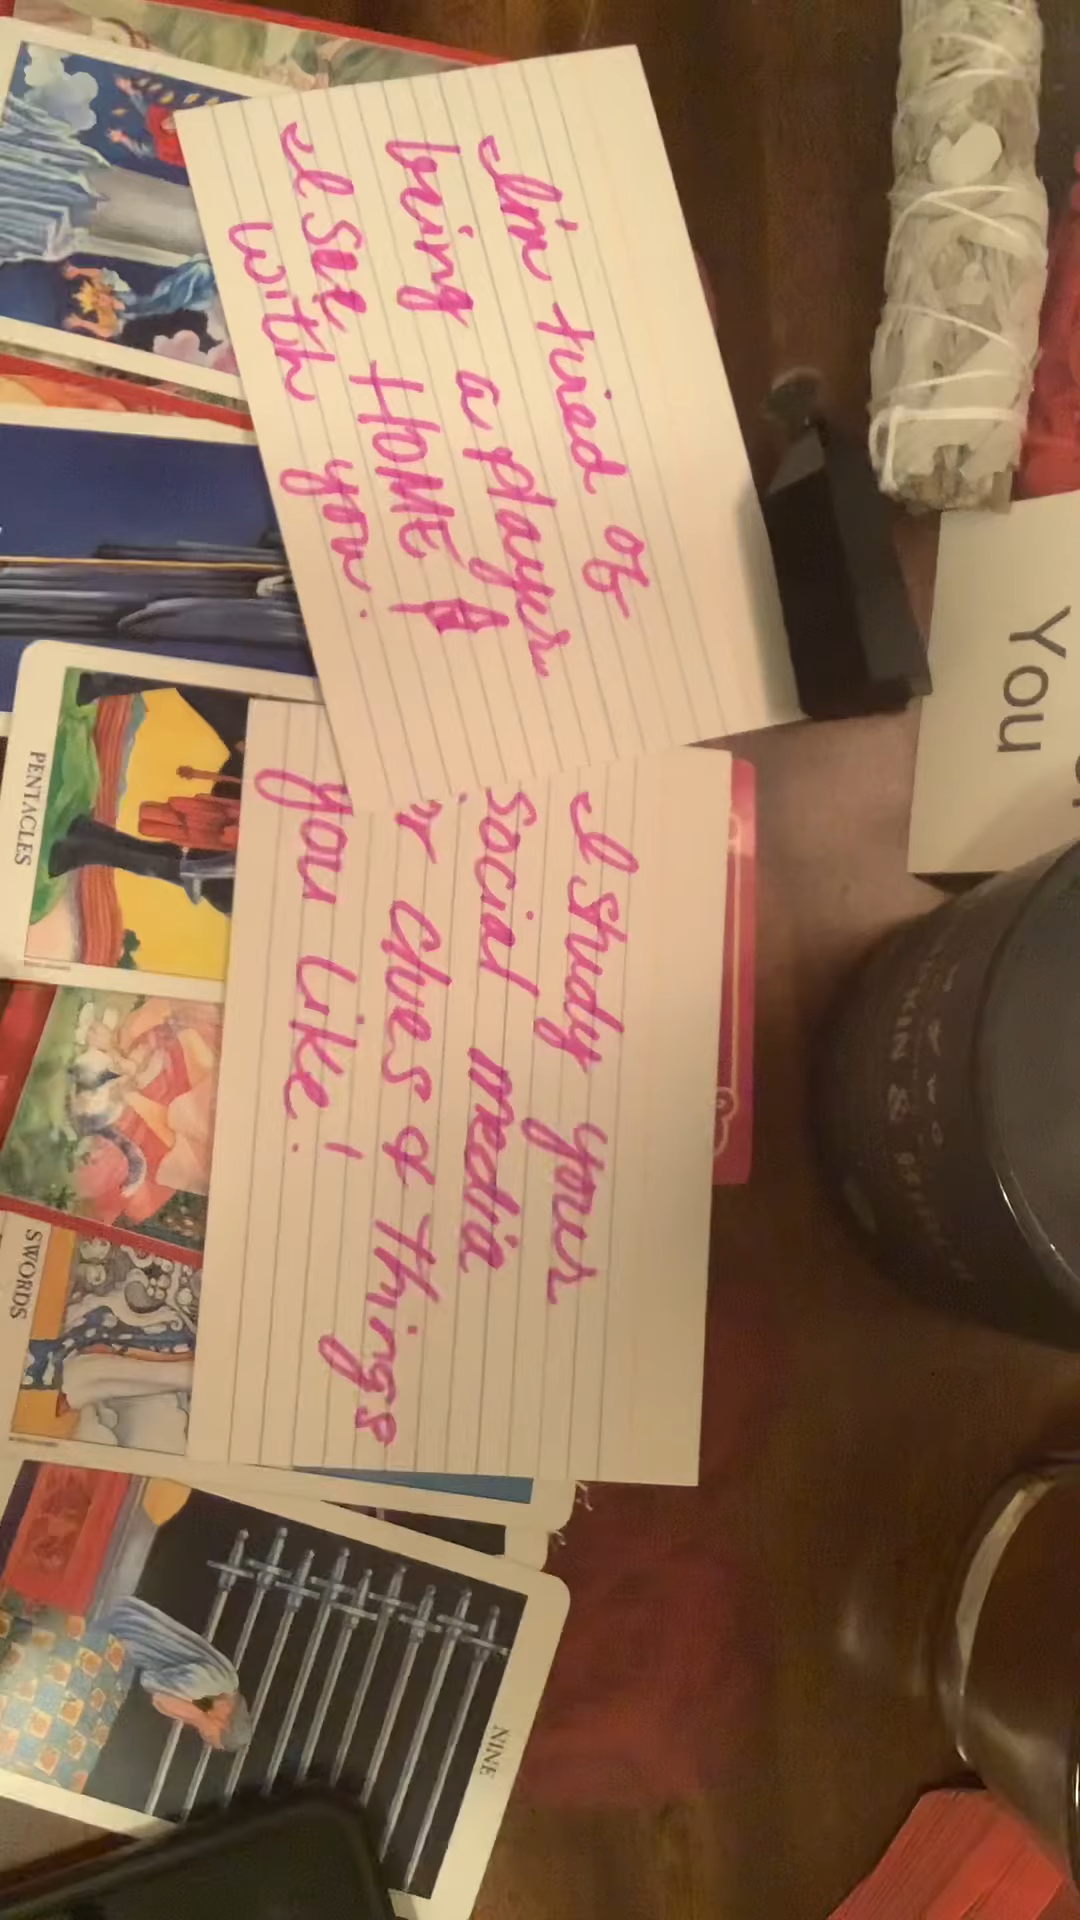 I'm tired of
being a player
I see HOME
with you.
I study your
social media
clues & things
you like!
You
PENTACLES
SWORDS
NINE